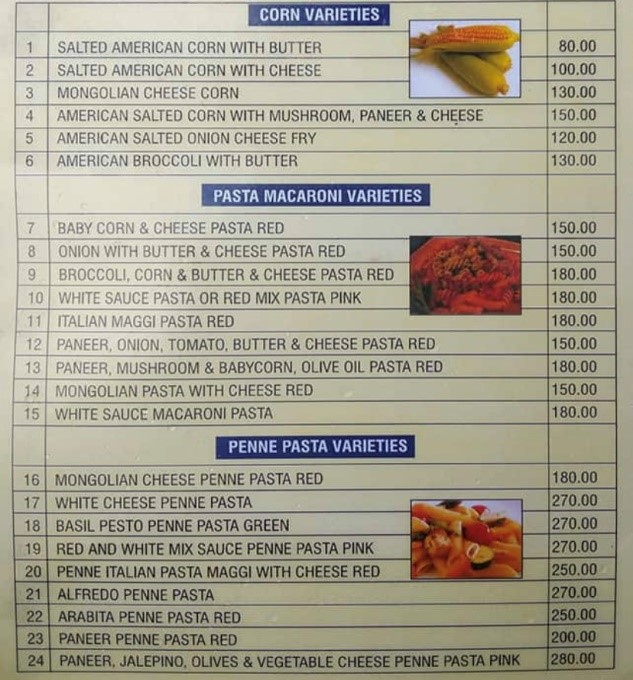 CORN VARIETIES
1 SALTED AMERICAN CORN WITH BUTTER 80.00
2 SALTED AMERICAN CORN WITH CHEESE 100.00
3 MONGOLIAN CHEESE CORN 130.00
4 AMERICAN SALTED CORN WITH MUSHROOM, PANEER & CHEESE 150.00
5 AMERICAN SALTED ONION CHEESE FRY 120.00
6 AMERICAN BROCCOLI WITH BUTTER 130.00
PASTA MACARONI VARIETIES
7 BABY CORN & CHEESE PASTA RED 150.00
8 ONION WITH BUTTER & CHEESE PASTA RED 150.00
9 BROCCOLI, CORN & BUTTER & CHEESE PASTA RED 180.00
10 WHITE SAUCE PASTA OR RED MIX PASTA PINK 180.00
11 ITALIAN MAGGI PASTA RED 180.00
12 PANEER, ONION, TOMATO, BUTTER & CHEESE PASTA RED 150.00
13 PANEER, MUSHROOM & BABYCORN, OLIVE OIL PASTA RED 180.00
14 MONGOLIAN PASTA WITH CHEESE RED 150.00
15 WHITE SAUCE MACARONI PASTA 180.00
PENNE PASTA VARIETIES
16 MONGOLIAN CHEESE PENNE PASTA RED 180.00
17 WHITE CHEESE PENNE PASTA 270.00
18 BASIL PESTO PENNE PASTA GREEN 270.00
19 RED AND WHITE MIX SAUCE PENNE PASTA PINK 270.00
20 PENNE ITALIAN PASTA MAGGI WITH CHEESE RED 250.00
21 ALFREDO PENNE PASTA 270.00
22 ARABITA PENNE PASTA RED 250.00
23 PANEER PENNE PASTA RED 200.00
24 PANEER, JALEPINO, OLIVES & VEGETABLE CHEESE PENNE PASTA PINK 280.00